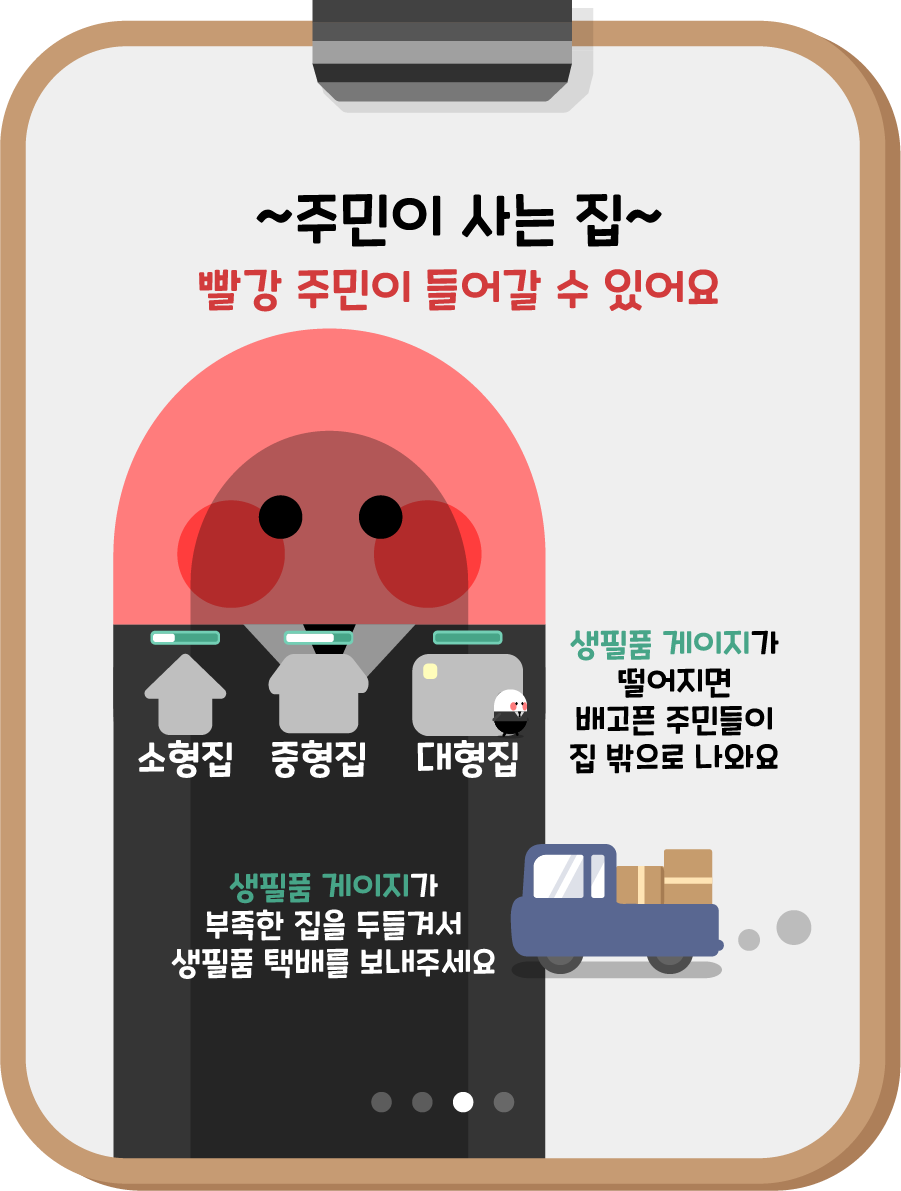 ~주민이 사는 집~
빨강 주민이 들어갈 수 있어요
소형집 중형집 대형집
생필품 게이지가
떨어지면
배고픈 주민들이
집 밖으로 나와요
생필품 게이지가
부족한 집을 두들겨서
생필품 택배를 보내주세요